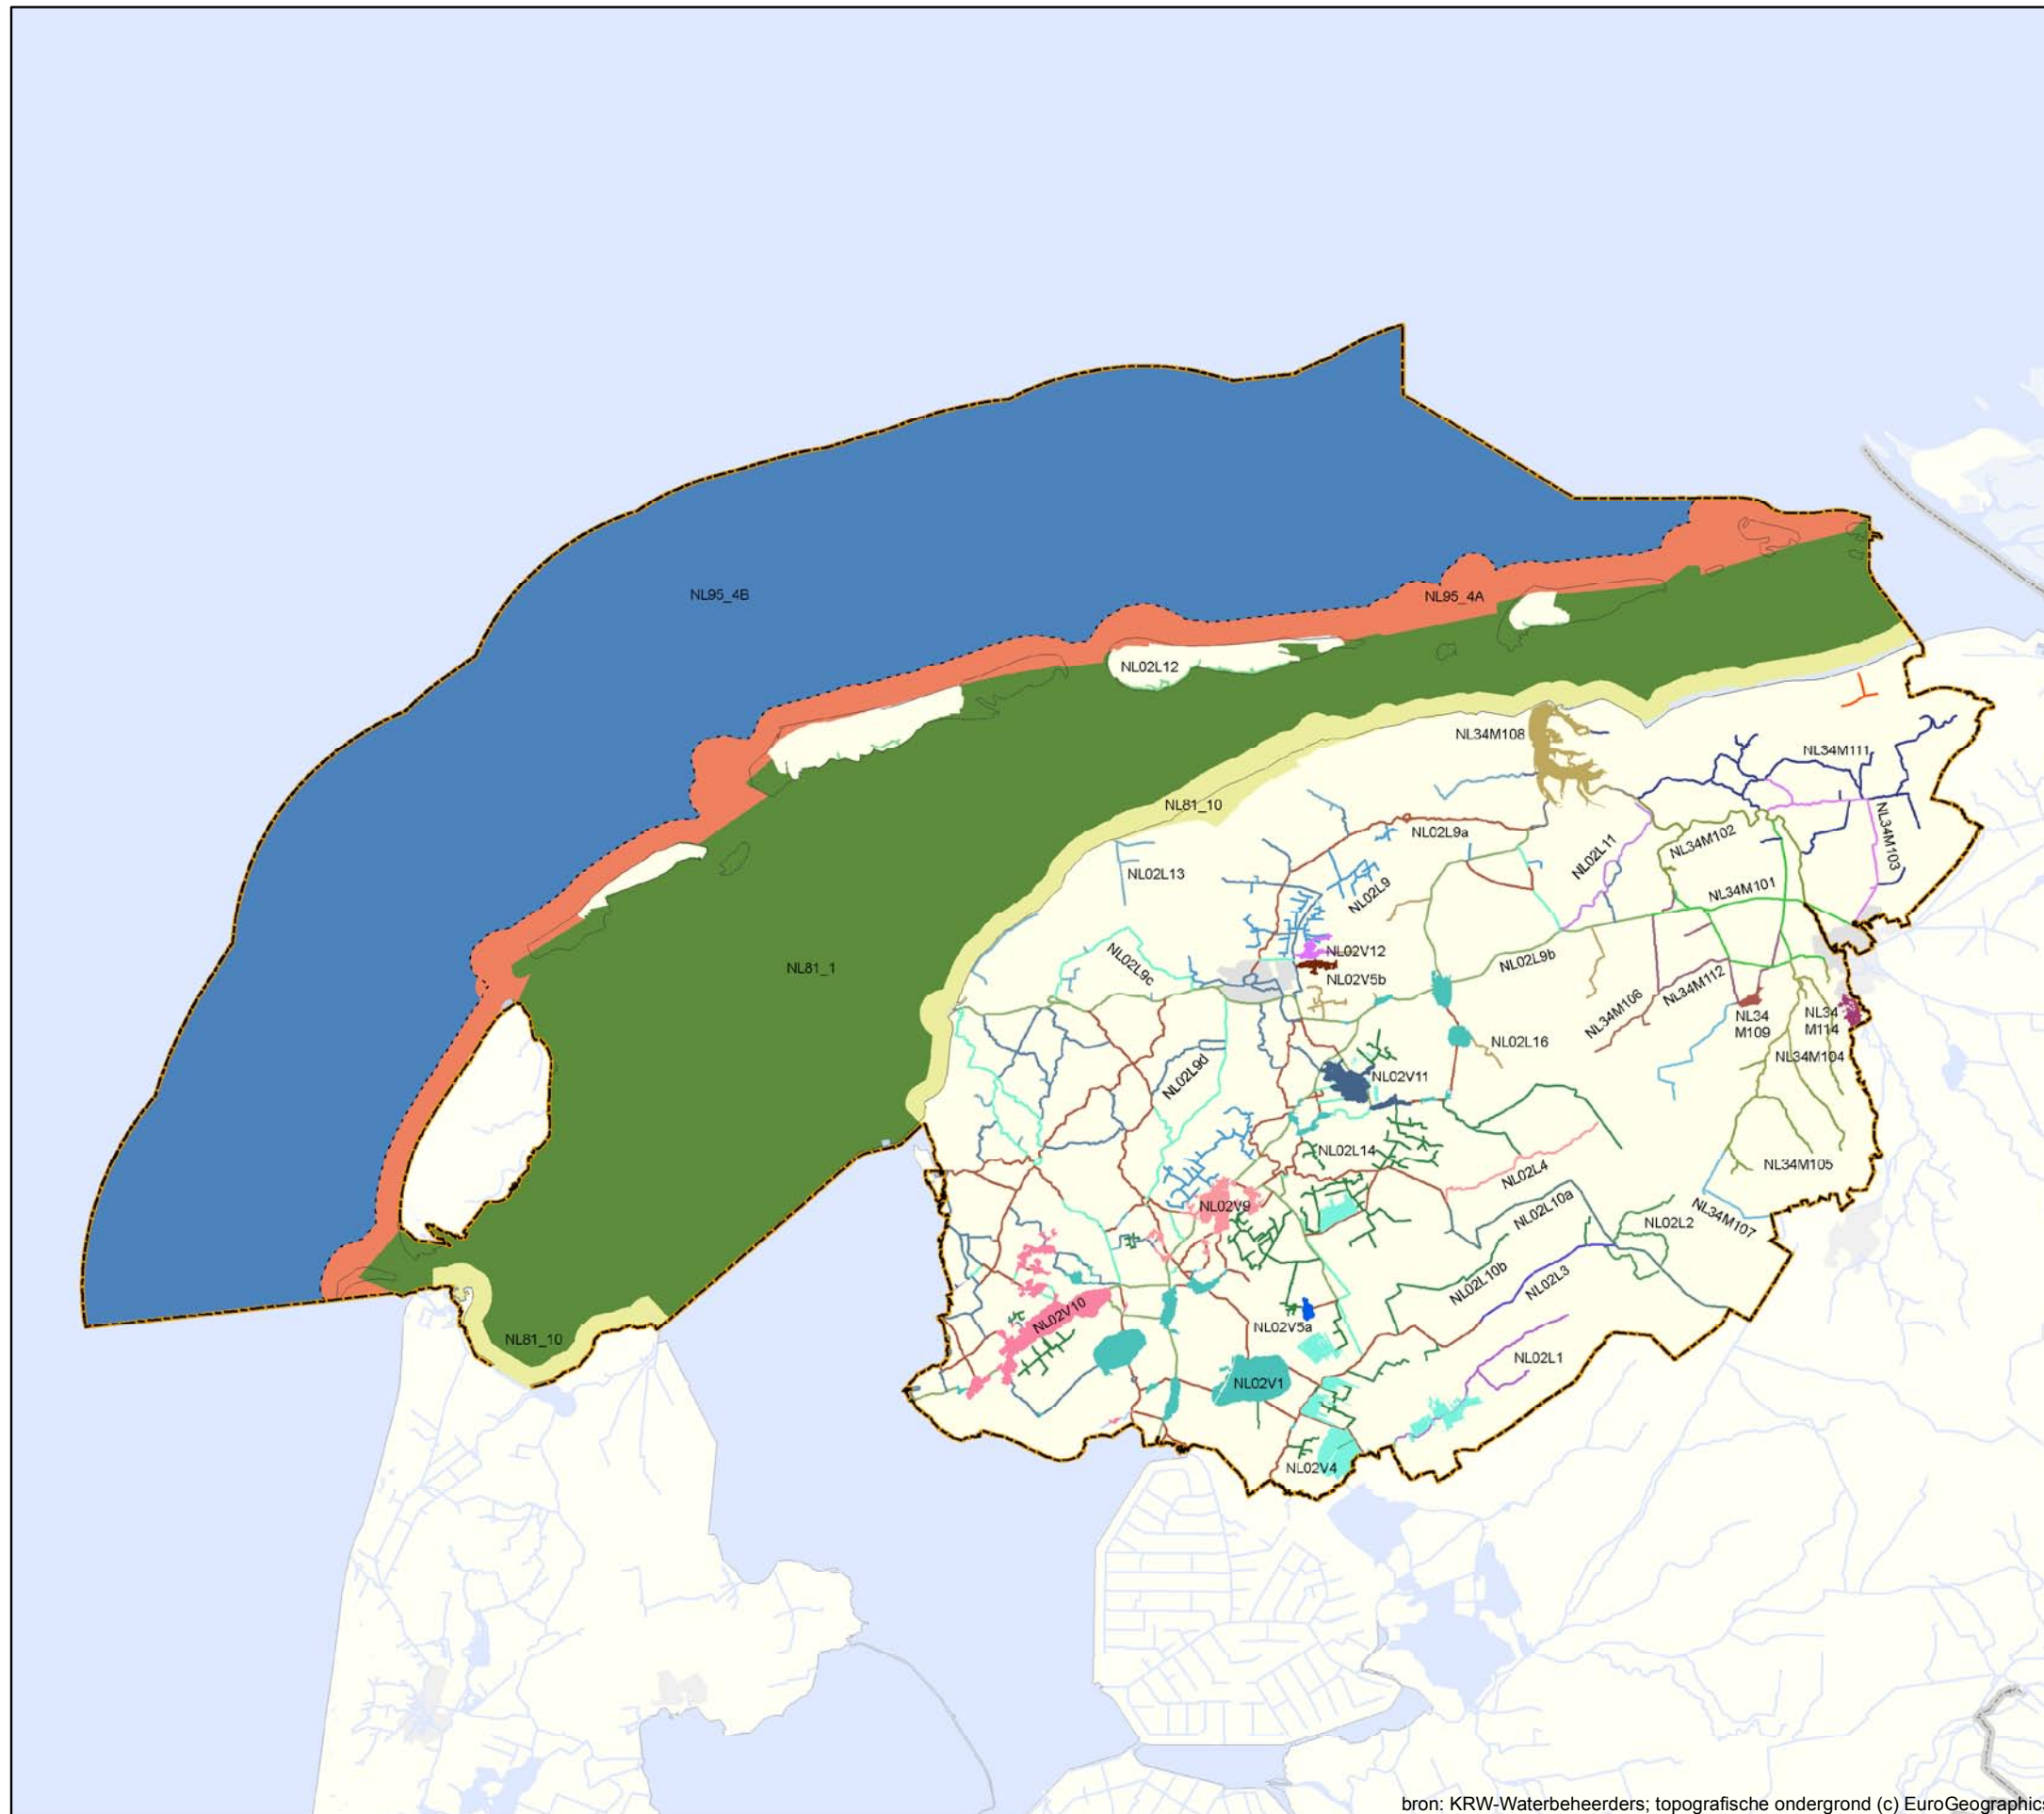 NL95_4B
NL95_4A
NL02L12
NL34M108
NL34M111
NL81_10
NL02L9a
NL34M103
NL34M102
NL02L11
NL02L13
NL02L9
NL34M101
NL02V12
NL02L9c
NL02L9b
NL81_1
NL02V5b
NL34M112
NL34M106
NL34
M109
NL34
M114
NL02L16
NL34M104
NL02L9d
NL02V11
NL02L14
NL34M105
NL02L4
NL02V9
NL02L10a
NL34M107
NL02L2
NL02L10b
NL02L3
NL02V10
NL02V5a
NL81_10
NL02L1
NL02V1
NL02V4
bron: KRW-Waterbeheerders; topografische ondergrond (c) EuroGeographics